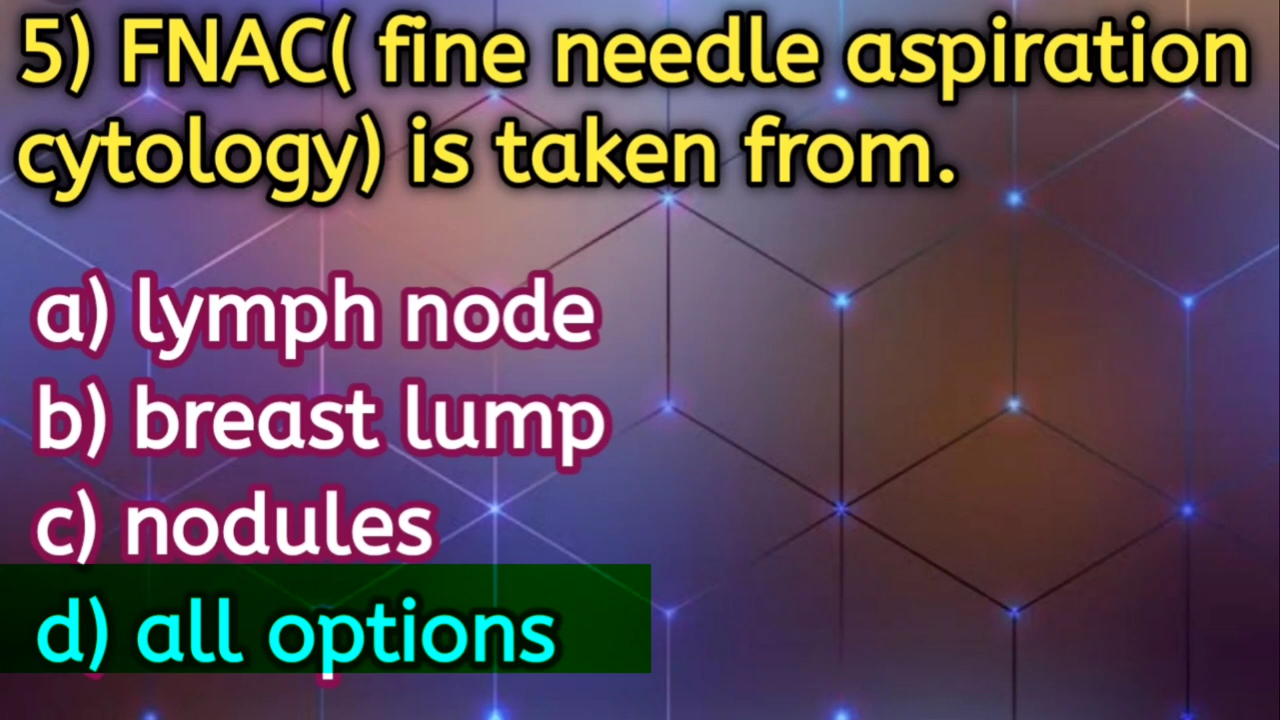 5) FNAC( fine needle aspiration
cytology) is taken from.
a) lymph node
b) breast lump
c) nodules
d) all options